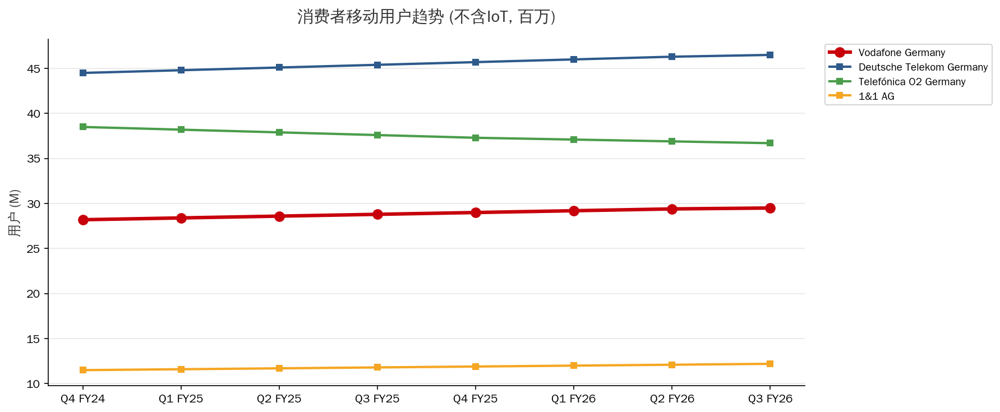 消费者移动用户趋势 (不含IoT, 百万)
用户 (M)
45
40
35
30
25
20
15
10
Q4 FY24
Q1 FY25
Q2 FY25
Q3 FY25
Q4 FY25
Q1 FY26
Q2 FY26
Q3 FY26
Vodafone Germany
Deutsche Telekom Germany
Telefónica O2 Germany
1&1 AG